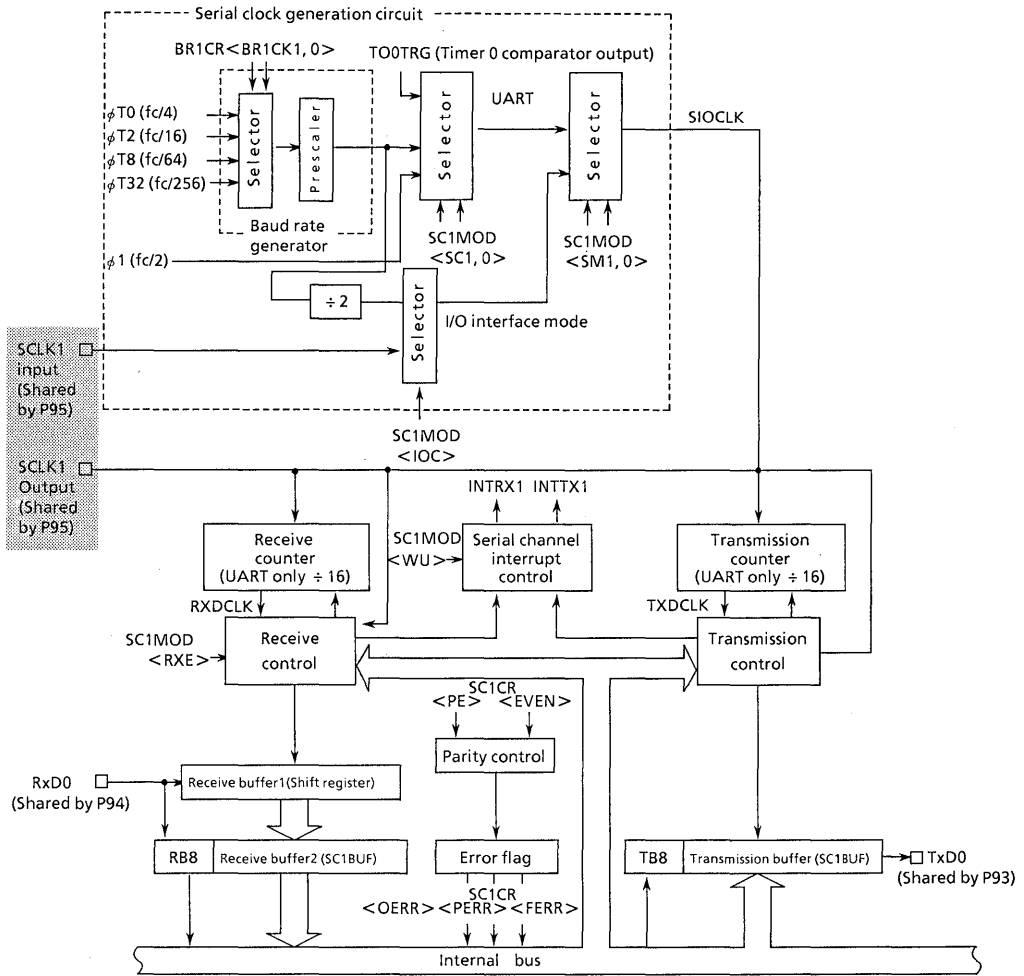 Serial clock generation circuit
BR1CR<BR1CK1, 0>
TO0TRG (Timer 0 comparator output)
UART
SIOCLK
φT0 (fc/4)
φT2 (fc/16)
φT8 (fc/64)
φT32 (fc/256)
Selector
Prescaler
Selector
Selector
Baud rate
generator
SC1MOD
<SC1, 0>
SC1MOD
<SM1, 0>
φ1 (fc/2)
÷ 2
Selector
I/O interface mode
SCLK1
input
(Shared
by P95)
SC1MOD
<IOC>
SCLK1
Output
(Shared
by P95)
INTRX1 INTTX1
Receive
counter
(UART only ÷ 16)
SC1MOD
<WU>
Serial channel
interrupt
control
Transmission
counter
(UART only ÷ 16)
RXDCLK
TXDCLK
SC1MOD
<RXE>
Receive
control
Transmission
control
SC1CR
<PE> <EVEN>
Parity control
RxD0
(Shared by P94)
Receive buffer1(Shift register)
RB8
Receive buffer2 (SC1BUF)
Error flag
TB8
Transmission buffer (SC1BUF)
TxD0
(Shared by P93)
SC1CR
<OERR> <PERR> <FERR>
Internal bus